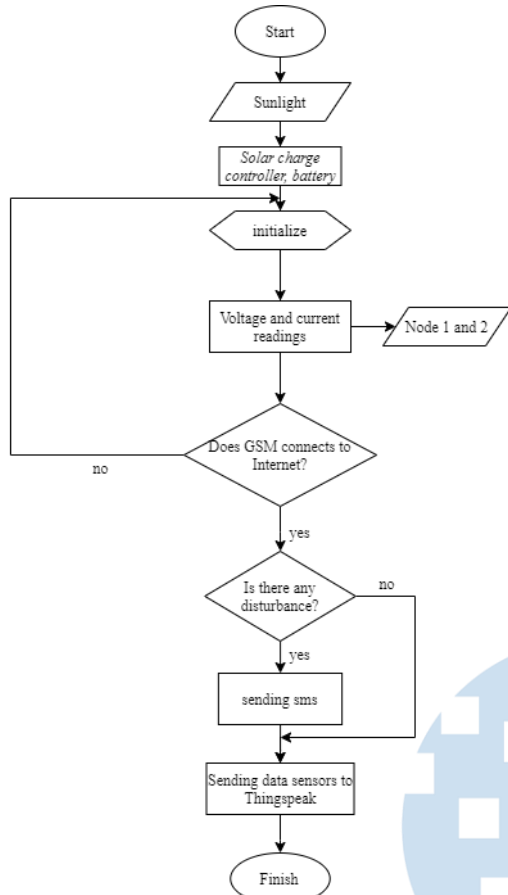 Start
Sunlight
Solar charge
controller, battery
initialize
Voltage and current
readings
Node 1 and 2
Does GSM connects to
Internet?
no
yes
Is there any
disturbance?
no
yes
sending sms
Sending data sensors to
Thingspeak
Finish